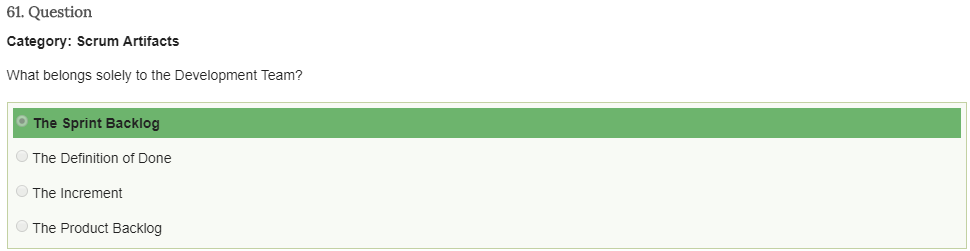 61. Question
Category: Scrum Artifacts
What belongs solely to the Development Team?
The Sprint Backlog
The Definition of Done
The Increment
The Product Backlog